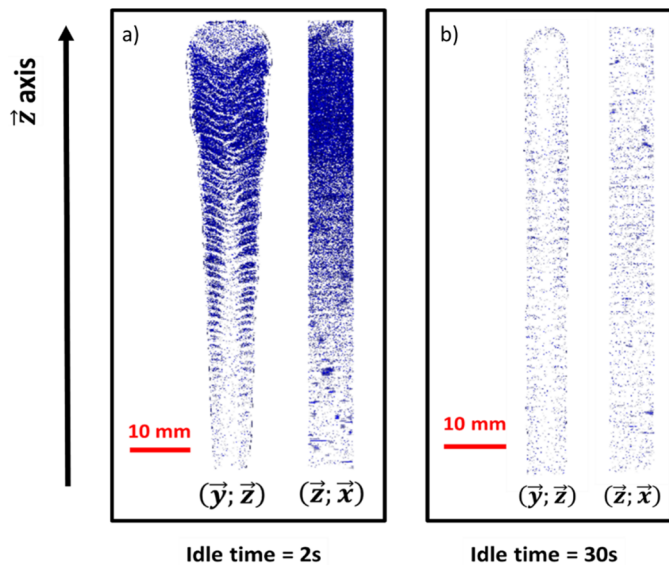 a)
b)
z⃗ axis
10 mm
10 mm
(y⃗; z⃗) (z⃗; x⃗)
(y⃗; z⃗) (z⃗; x⃗)
Idle time = 2s
Idle time = 30s